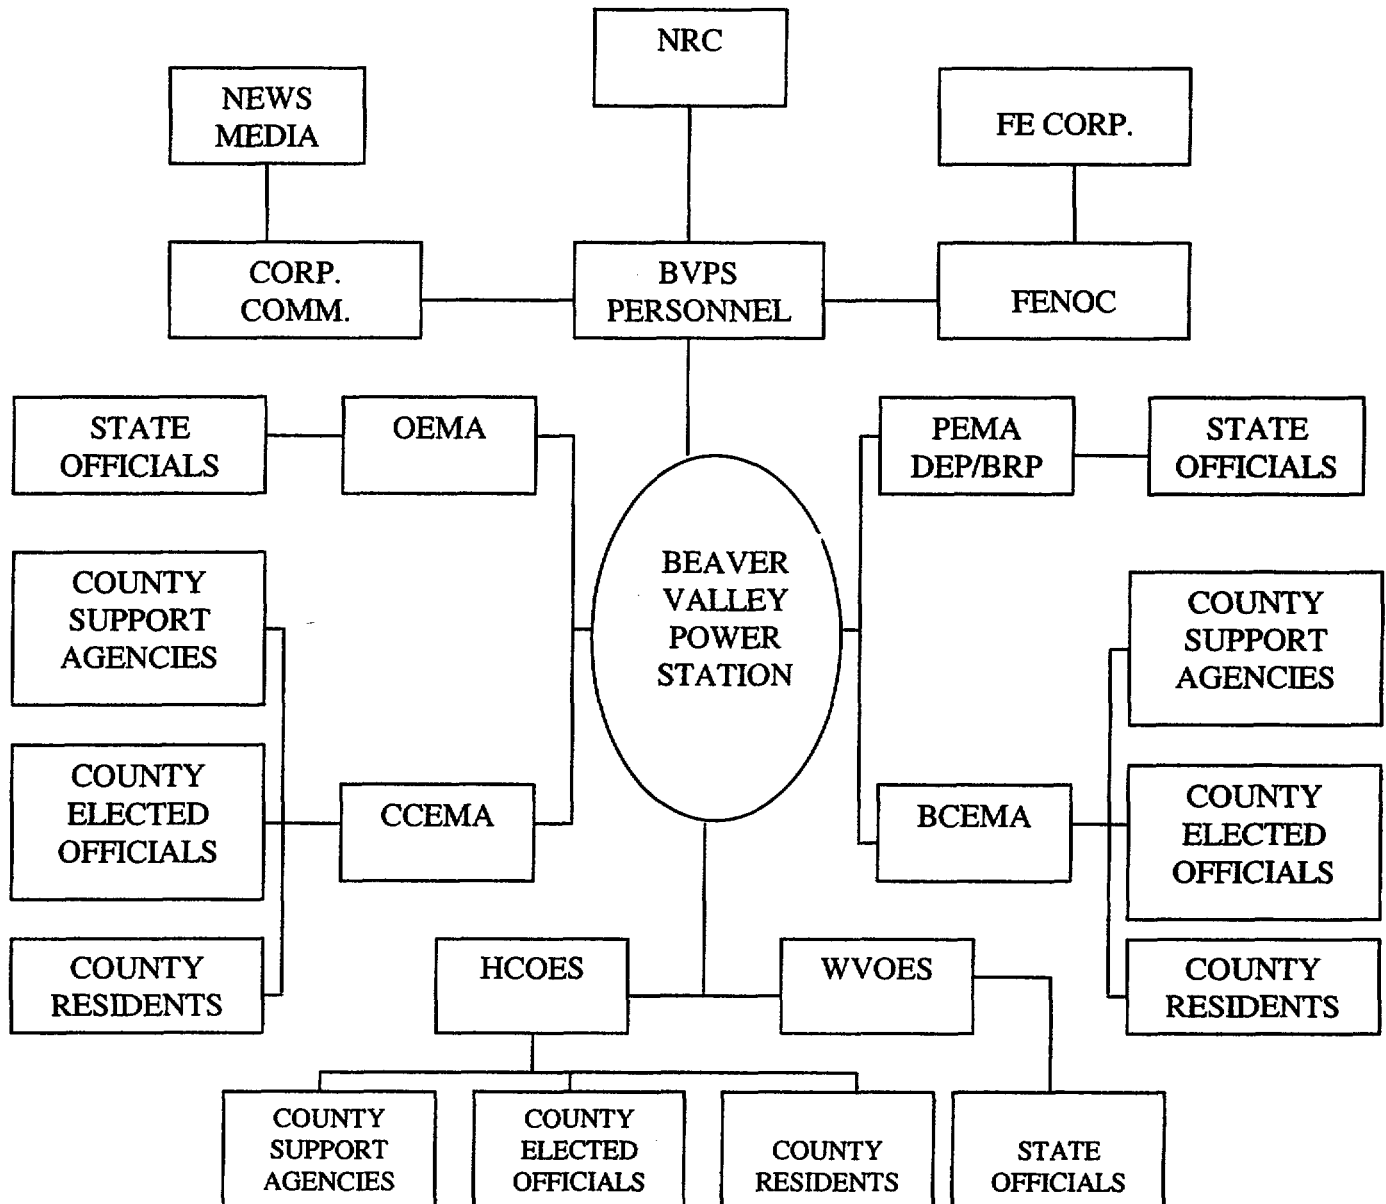 NRC
NEWS
MEDIA
FE CORP.
CORP.
COMM.
BVPS
PERSONNEL
FENOC
STATE
OFFICIALS
OEMA
PEMA
DEP/BRP
STATE
OFFICIALS
BEAVER
VALLEY
POWER
STATION
COUNTY
SUPPORT
AGENCIES
COUNTY
SUPPORT
AGENCIES
COUNTY
ELECTED
OFFICIALS
CCEMA
BCEMA
COUNTY
ELECTED
OFFICIALS
COUNTY
RESIDENTS
HCOES
WVOES
COUNTY
RESIDENTS
COUNTY
SUPPORT
AGENCIES
COUNTY
ELECTED
OFFICIALS
COUNTY
RESIDENTS
STATE
OFFICIALS